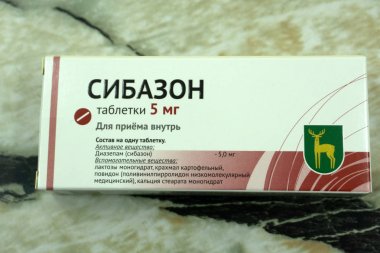 СИБАЗОН
таблетки 5 мг
Для приёма внутрь
Состав на одну таблетку.
Активное вещество:
Диазепам (сибазон) - 5,0 мг
Вспомогательные вещества:
лактозы моногидрат, крахмал картофельный,
повидон (поливинилпирролидон низкомолекулярный
медицинский), кальция стеарата моногидрат